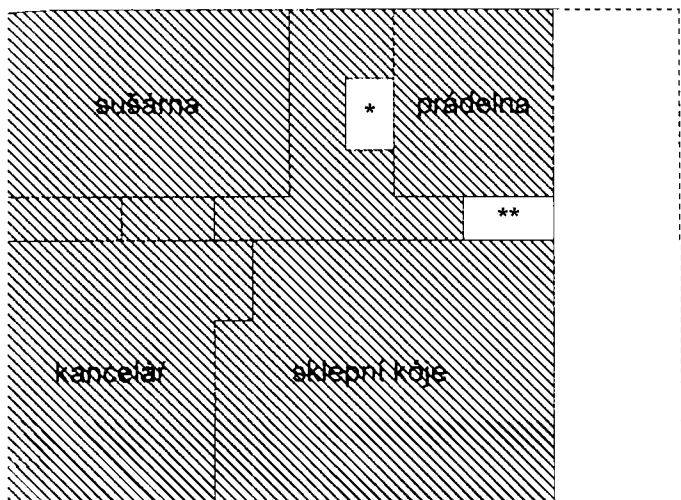 sušárna
*
prádelna
**
kancelář
sklepní kóje